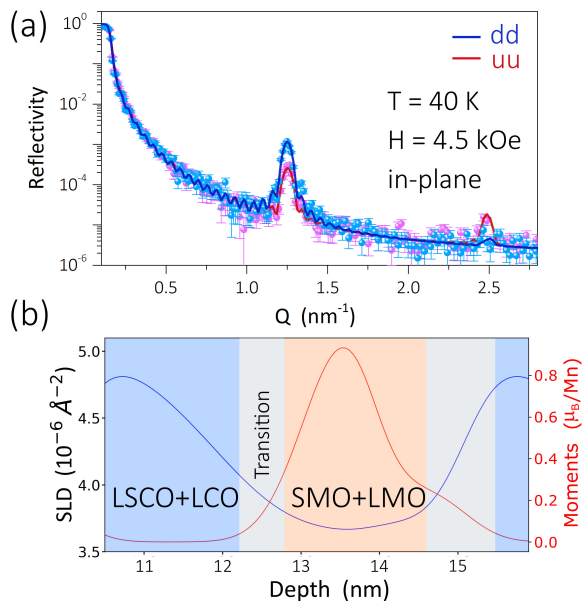 (a)
dd
uu
T = 40 K
H = 4.5 kOe
in-plane
Reflectivity
10⁰
10⁻²
10⁻⁴
10⁻⁶
0.5 1.0 1.5 2.0 2.5
Q (nm⁻¹)
(b)
SLD (10⁻⁶ Å⁻²)
5.0
4.5
4.0
3.5
Transition
LSCO+LCO
SMO+LMO
0.8
0.6
0.4
0.2
0.0
Moments (μ_B/Mn)
11 12 13 14 15
Depth (nm)